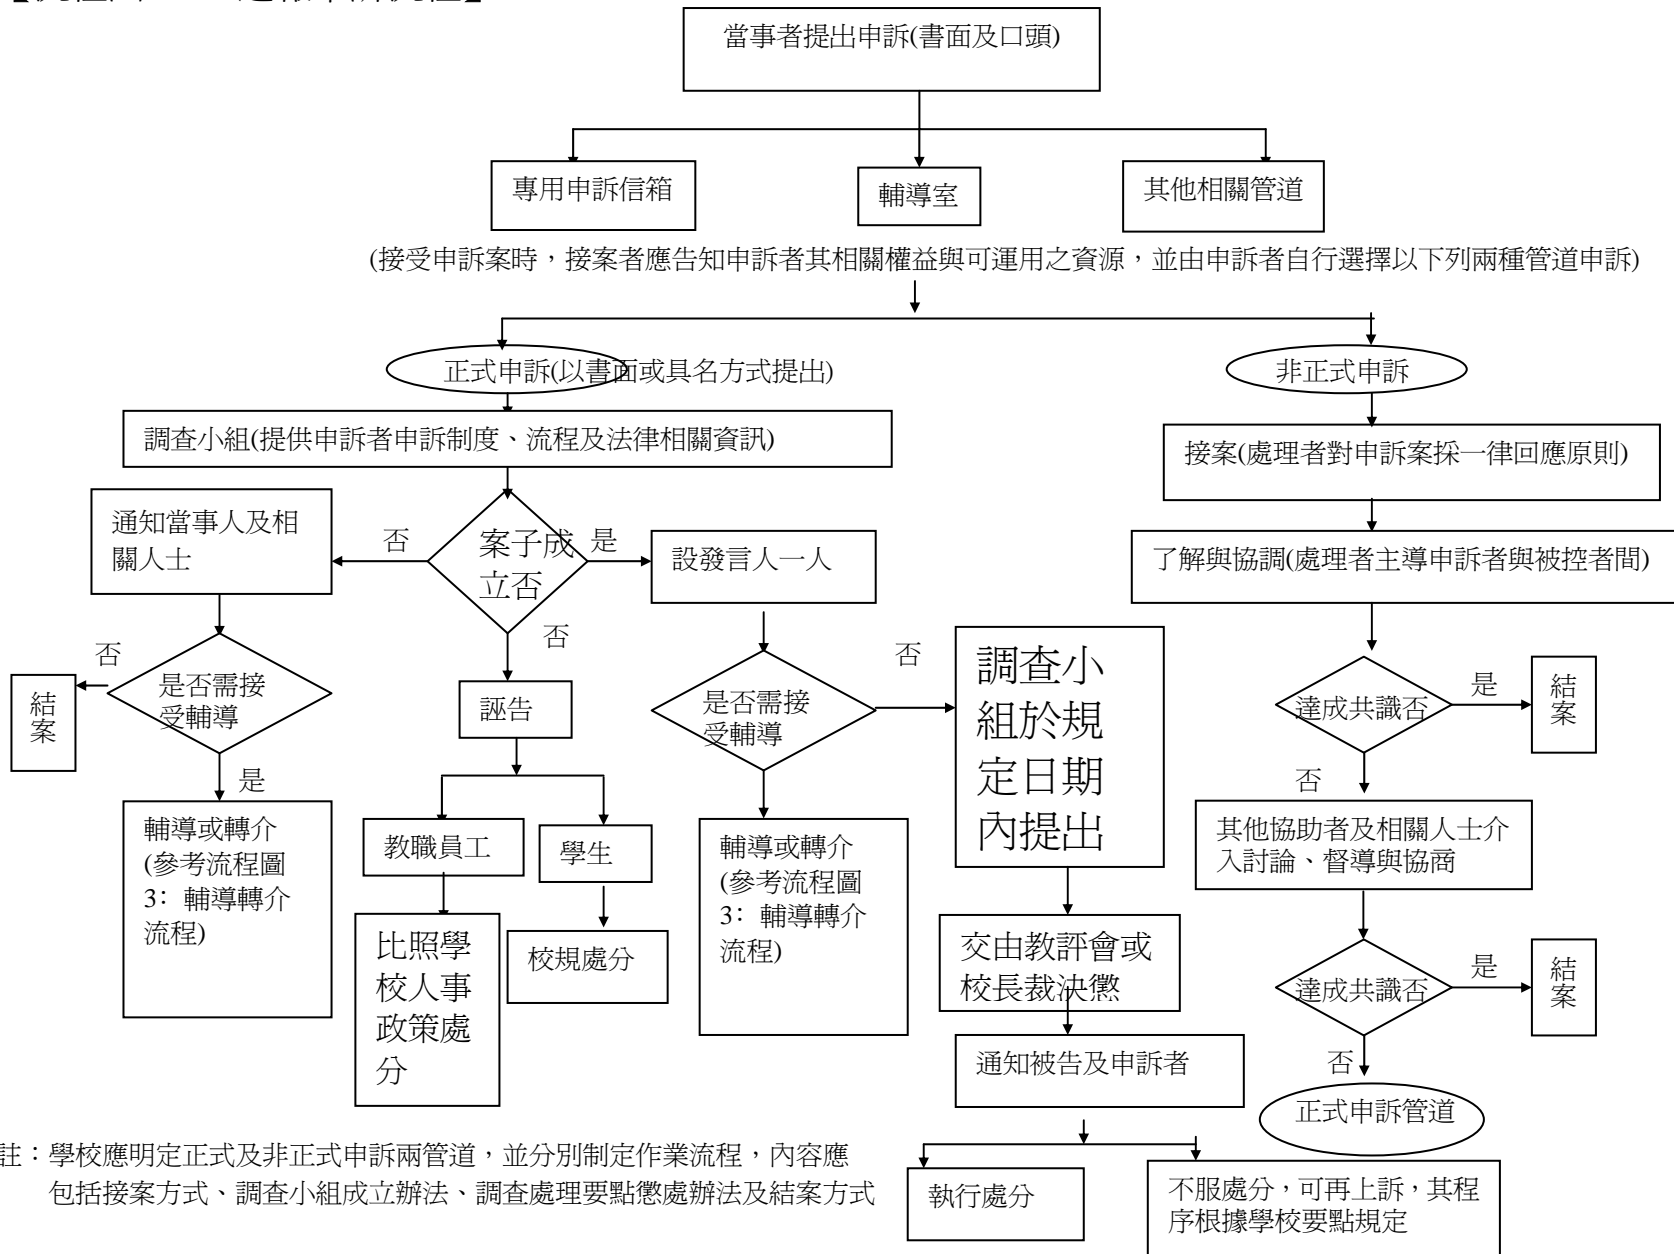 當事者提出申訴(書面及口頭)
專用申訴信箱
輔導室
其他相關管道
(接受申訴案時，接案者應告知申訴者其相關權益與可運用之資源，並由申訴者自行選擇以下列兩種管道申訴)
正式申訴(以書面或具名方式提出)
非正式申訴
調查小組(提供申訴者申訴制度、流程及法律相關資訊)
接案(處理者對申訴案採一律回應原則)
通知當事人及相
關人士
否
案子成
立否
是
設發言人一人
了解與協調(處理者主導申訴者與被控者間)
否
是否需接
受輔導
結
案
是
輔導或轉介
(參考流程圖
3：輔導轉介
流程)
否
誣告
教職員工
學生
比照學
校人事
政策處
分
校規處分
是否需接
受輔導
否
輔導或轉介
(參考流程圖
3：輔導轉介
流程)
調查小
組於規
定日期
內提出
交由教評會或
校長裁決懲
通知被告及申訴者
執行處分
不服處分，可再上訴，其程
序根據學校要點規定
達成共識否
是
結
案
否
其他協助者及相關人士介
入討論、督導與協商
達成共識否
是
結
案
否
正式申訴管道
註：學校應明定正式及非正式申訴兩管道，並分別制定作業流程，內容應
包括接案方式、調查小組成立辦法、調查處理要點懲處辦法及結案方式